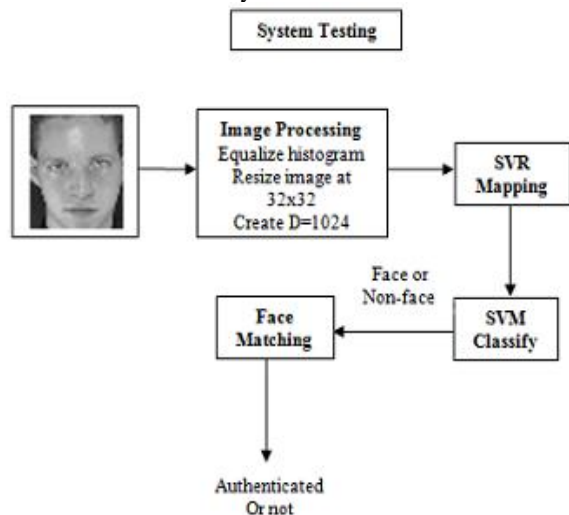 System Testing
Image Processing
Equalize histogram
Resize image at
32x32
Create D=1024
SVR
Mapping
Face or
Non-face
SVM
Classify
Face
Matching
Authenticated
Or not